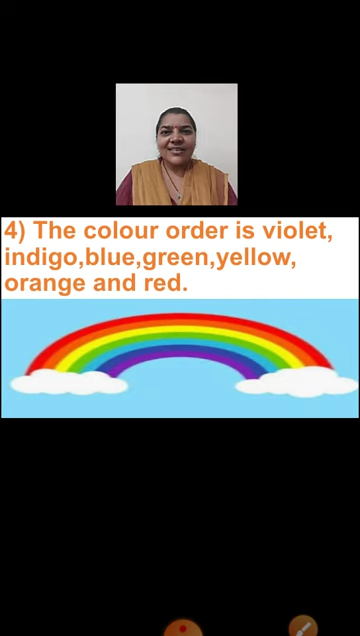 4) The colour order is violet,
indigo,blue,green,yellow,
orange and red.